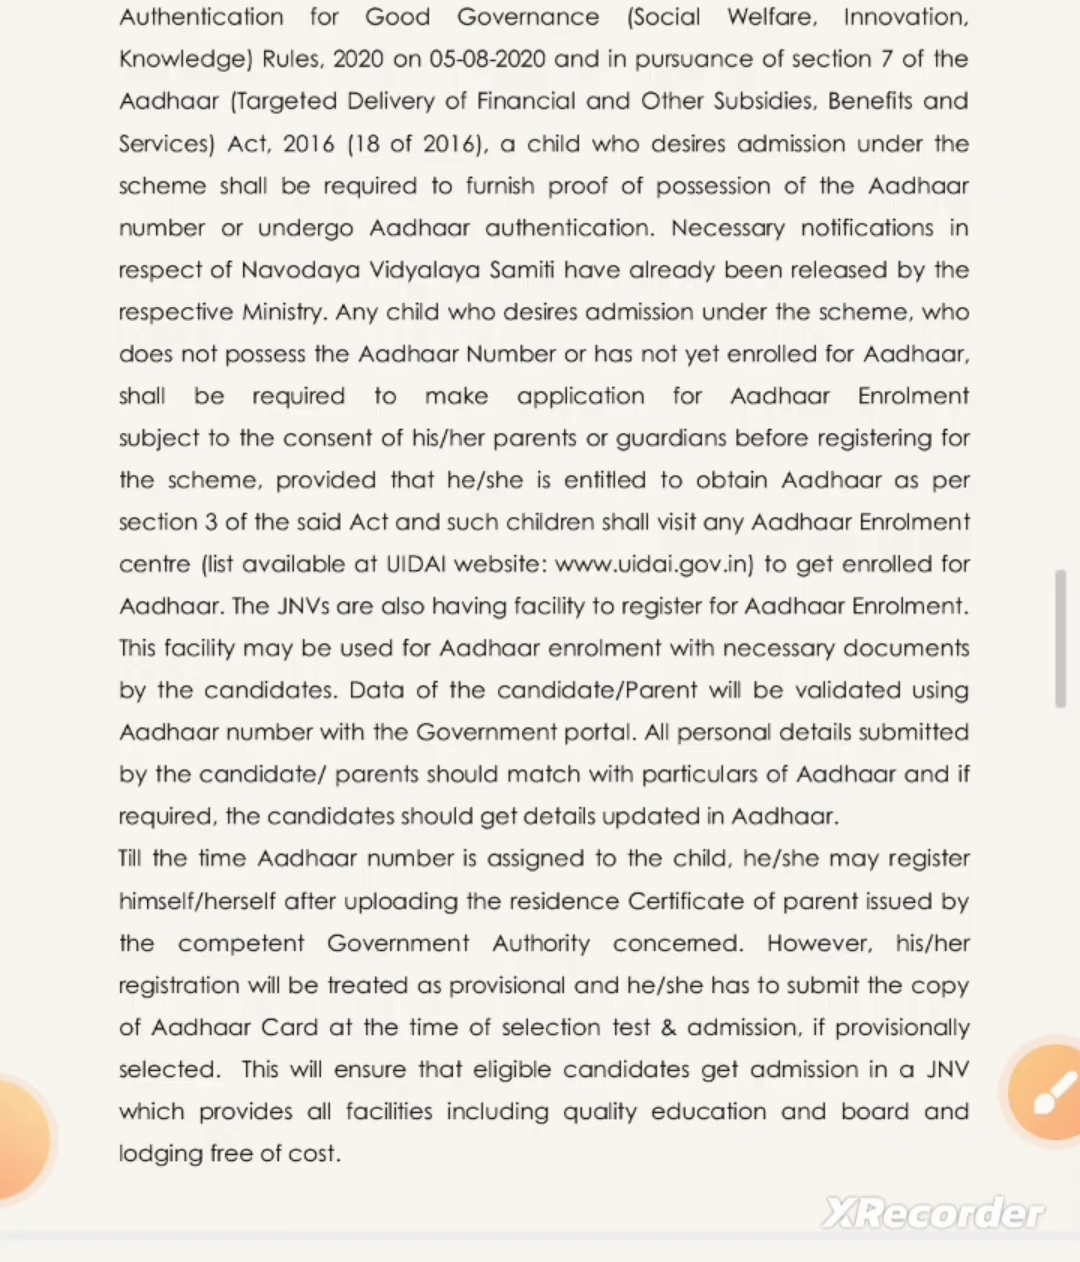 Authentication for Good Governance (Social Welfare, Innovation,
Knowledge) Rules, 2020 on 05-08-2020 and in pursuance of section 7 of the
Aadhaar (Targeted Delivery of Financial and Other Subsidies, Benefits and
Services) Act, 2016 (18 of 2016), a child who desires admission under the
scheme shall be required to furnish proof of possession of the Aadhaar
number or undergo Aadhaar authentication. Necessary notifications in
respect of Navodaya Vidyalaya Samiti have already been released by the
respective Ministry. Any child who desires admission under the scheme, who
does not possess the Aadhaar Number or has not yet enrolled for Aadhaar,
shall be required to make application for Aadhaar Enrolment
subject to the consent of his/her parents or guardians before registering for
the scheme, provided that he/she is entitled to obtain Aadhaar as per
section 3 of the said Act and such children shall visit any Aadhaar Enrolment
centre (list available at UIDAI website: www.uidai.gov.in) to get enrolled for
Aadhaar. The JNVs are also having facility to register for Aadhaar Enrolment.
This facility may be used for Aadhaar enrolment with necessary documents
by the candidates. Data of the candidate/Parent will be validated using
Aadhaar number with the Government portal. All personal details submitted
by the candidate/ parents should match with particulars of Aadhaar and if
required, the candidates should get details updated in Aadhaar.
Till the time Aadhaar number is assigned to the child, he/she may register
himself/herself after uploading the residence Certificate of parent issued by
the competent Government Authority concerned. However, his/her
registration will be treated as provisional and he/she has to submit the copy
of Aadhaar Card at the time of selection test & admission, if provisionally
selected. This will ensure that eligible candidates get admission in a JNV
which provides all facilities including quality education and board and
lodging free of cost.
XRecorder